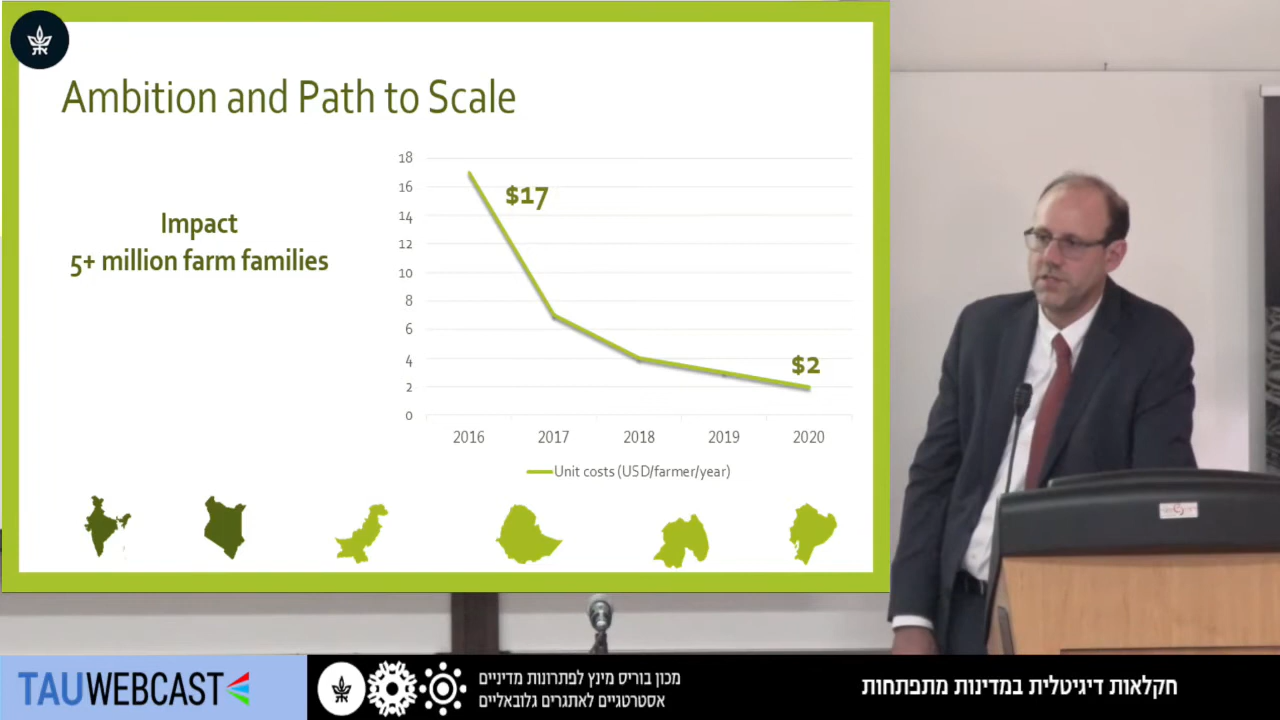 Ambition and Path to Scale
Impact
5+ million farm families
18
16
14
12
10
8
6
4
2
0
$17
$2
2016
2017
2018
2019
2020
Unit costs (USD/farmer/year)
TAUWEBCAST
מכון בוריס מינץ לפתרונות מדיניים
אסטרטגיים לאתגרים גלובאליים
חקלאות דיגיטלית במדינות מתפתחות